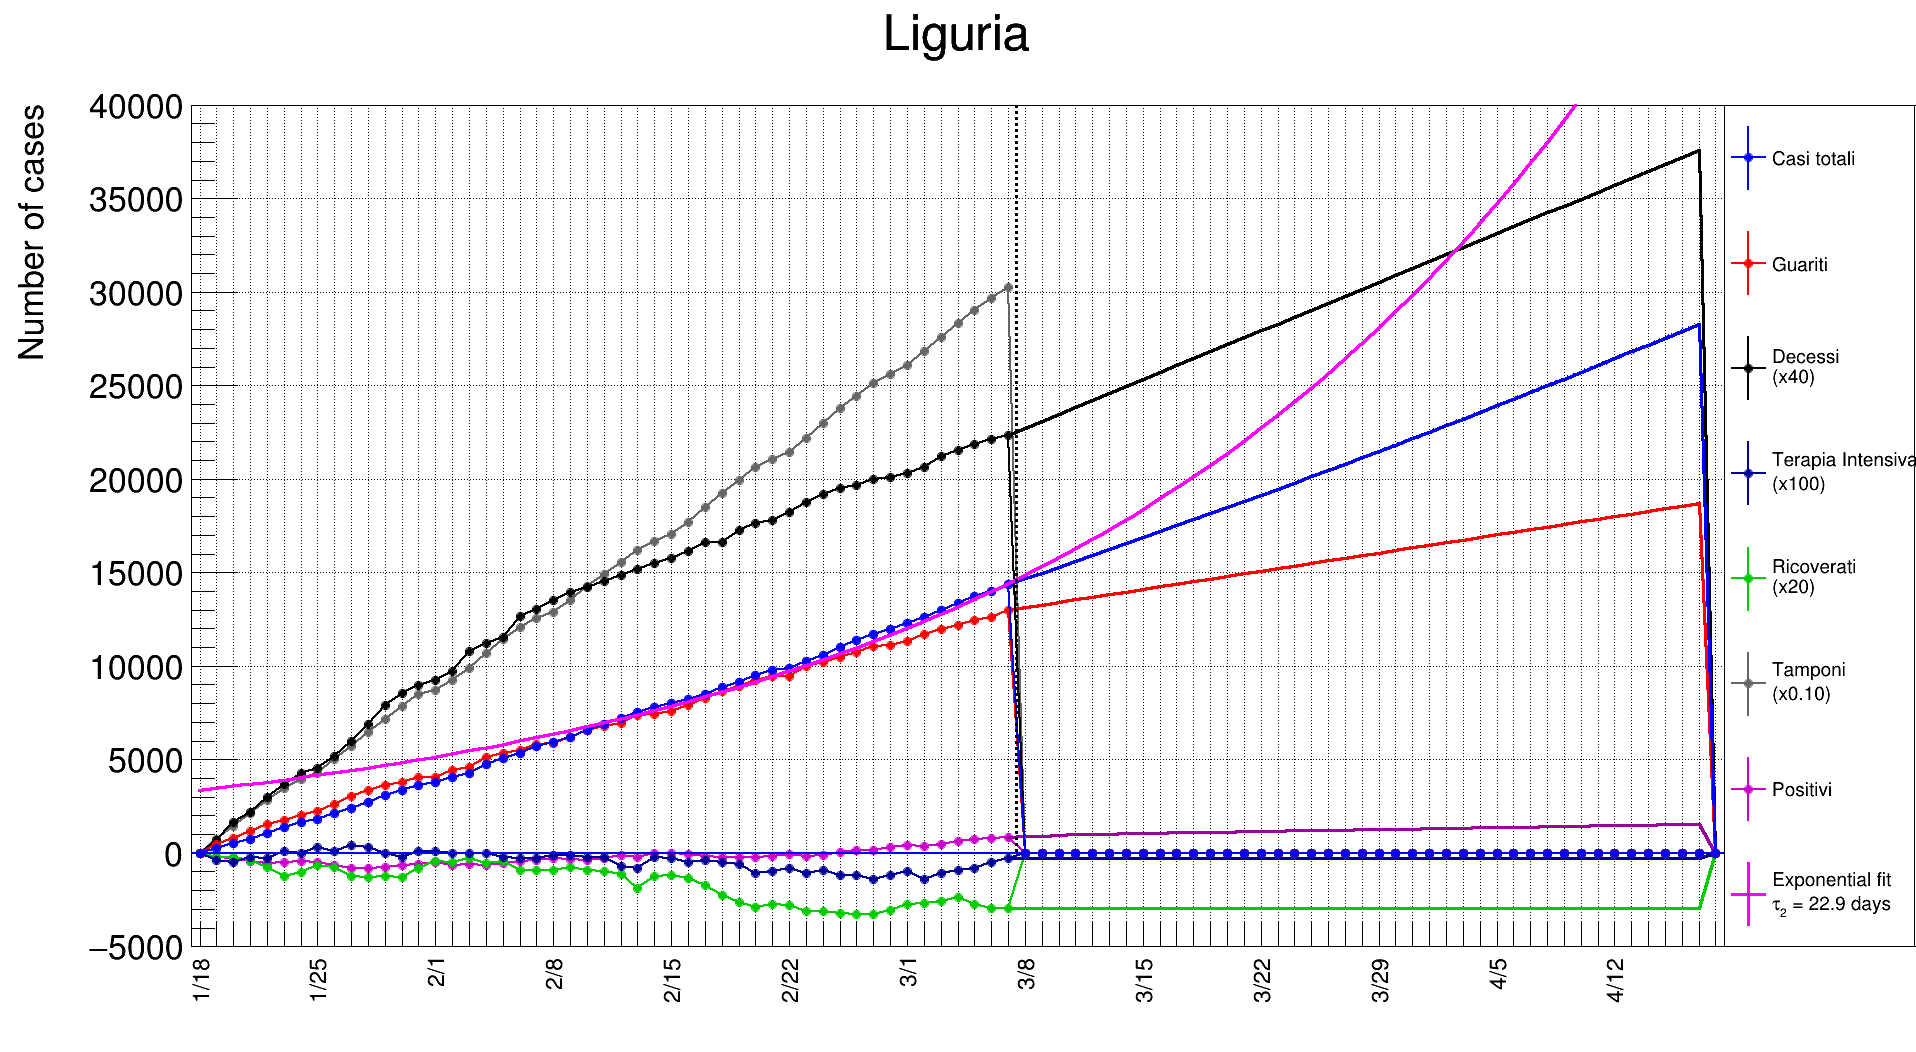 Liguria
Number of cases
40000
35000
30000
25000
20000
15000
10000
5000
0
−5000
1/18
1/25
2/1
2/8
2/15
2/22
3/1
3/8
3/15
3/22
3/29
4/5
4/12
Casi totali
Guariti
Decessi
(x40)
Terapia Intensiva
(x100)
Ricoverati
(x20)
Tamponi
(x0.10)
Positivi
Exponential fit
τ2 = 22.9 days